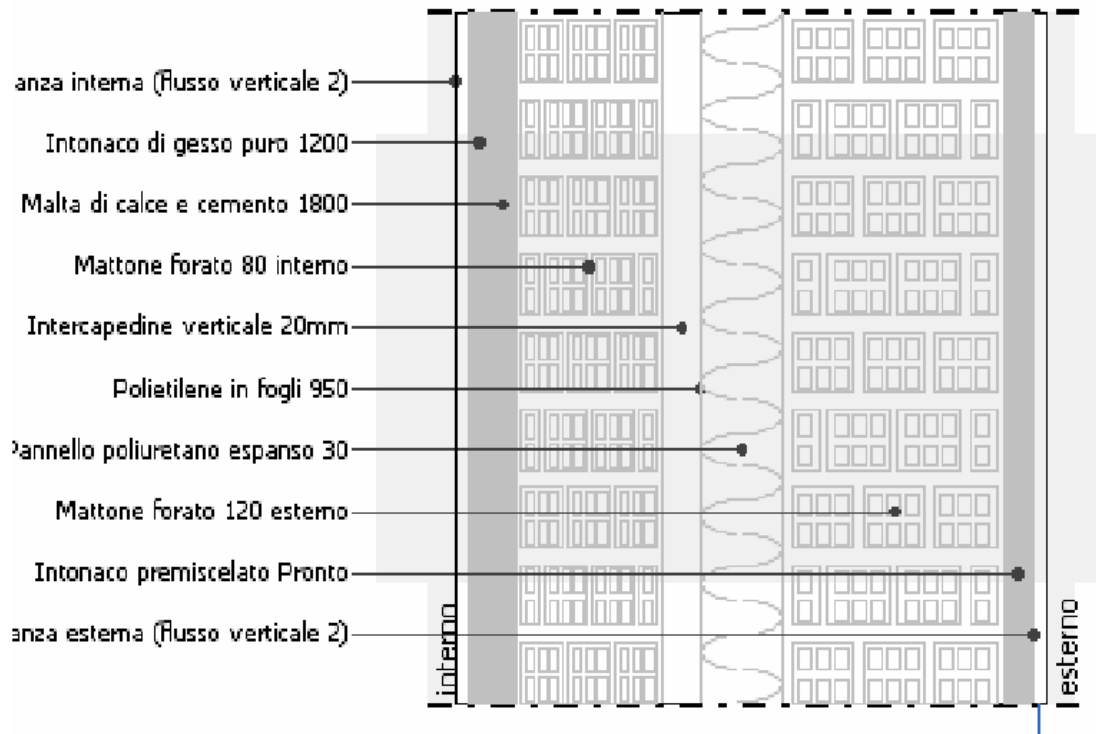 anza interna (flusso verticale 2)
Intonaco di gesso puro 1200
Malta di calce e cemento 1800
Mattone forato 80 interno
Intercapedine verticale 20mm
Polietilene in fogli 950
Pannello poliuretano espanso 30
Mattone forato 120 esterno
Intonaco premiscelato Pronto
anza esterna (flusso verticale 2)
interno
esterno